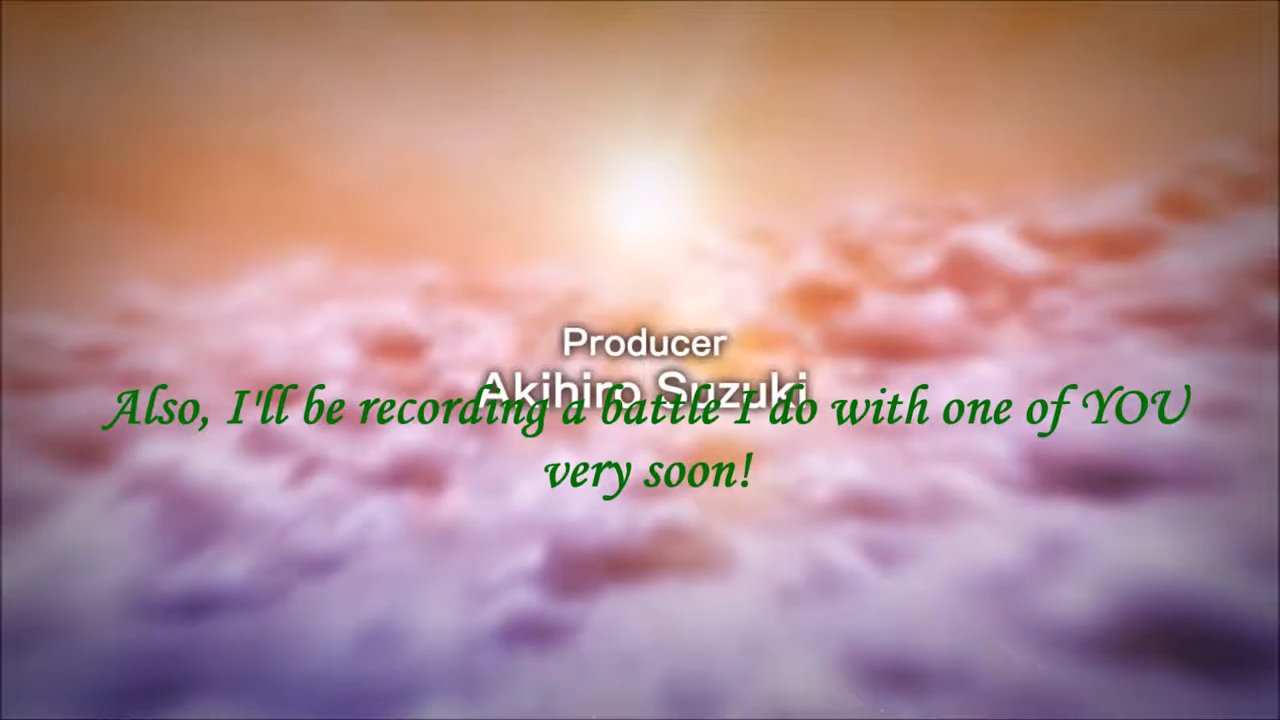 Producer
Akihiro Suzuki
Also, I'll be recording a battle I do with one of YOU
very soon!